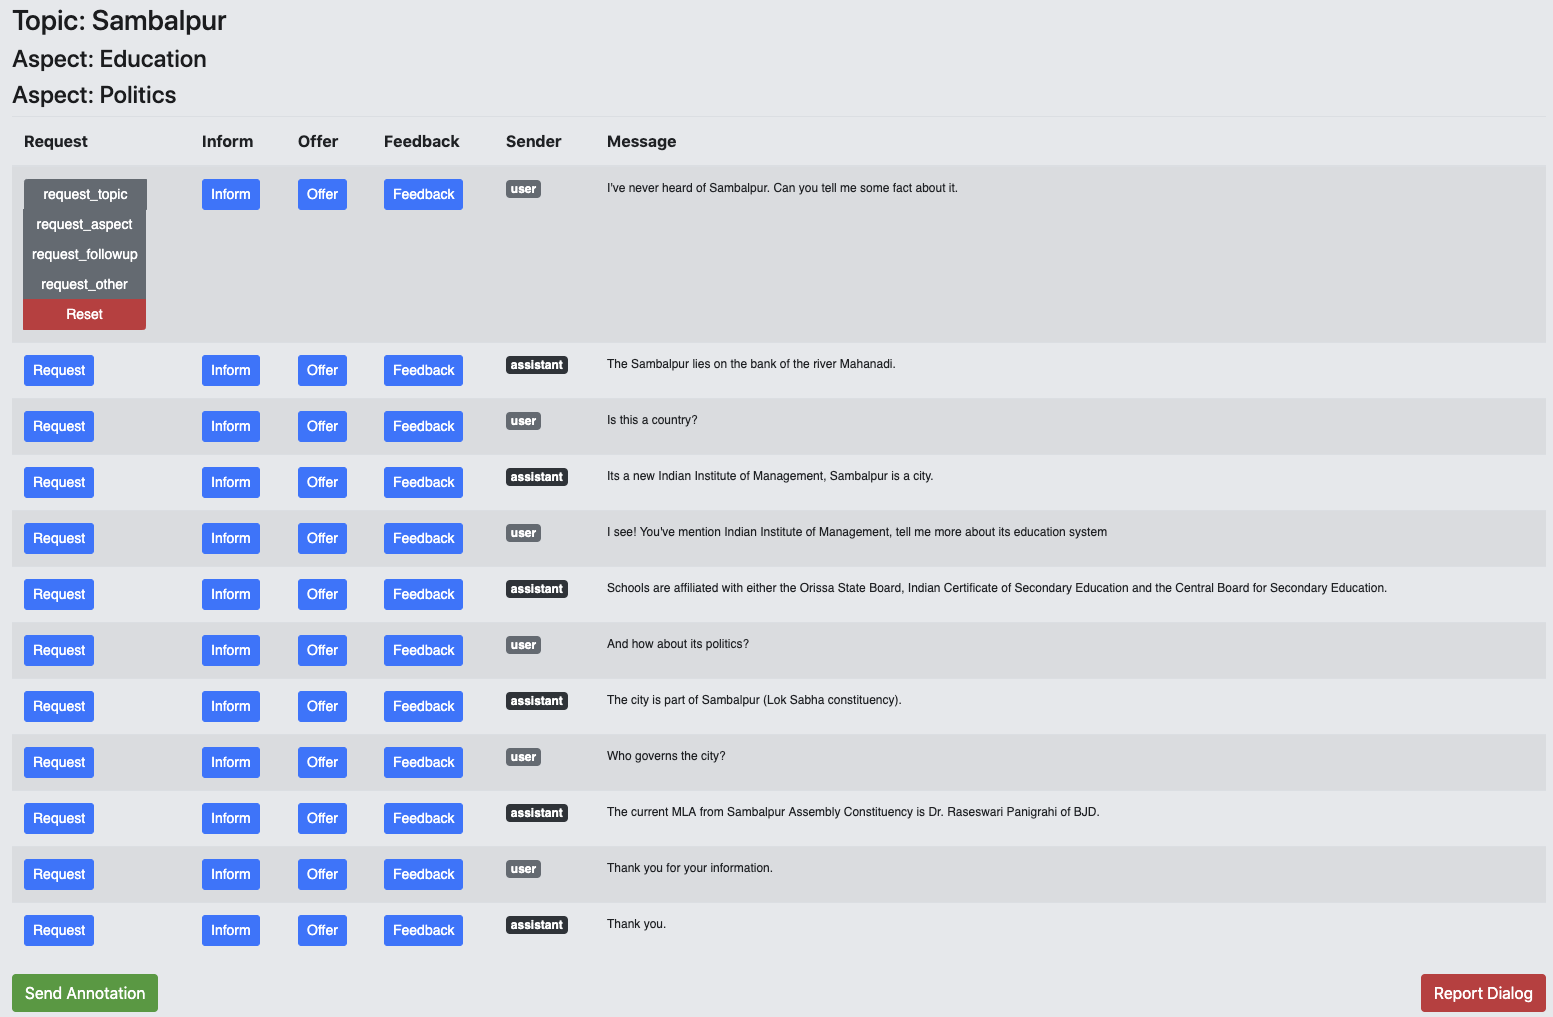 Topic: Sambalpur
Aspect: Education
Aspect: Politics
Request Inform Offer Feedback Sender Message
request_topic Inform Offer Feedback user I've never heard of Sambalpur. Can you tell me some fact about it.
request_aspect
request_followup
request_other
Reset
Request Inform Offer Feedback assistant The Sambalpur lies on the bank of the river Mahanadi.
Request Inform Offer Feedback user Is this a country?
Request Inform Offer Feedback assistant Its a new Indian Institute of Management, Sambalpur is a city.
Request Inform Offer Feedback user I see! You've mention Indian Institute of Management, tell me more about its education system
Request Inform Offer Feedback assistant Schools are affiliated with either the Orissa State Board, Indian Certificate of Secondary Education and the Central Board for Secondary Education.
Request Inform Offer Feedback user And how about its politics?
Request Inform Offer Feedback assistant The city is part of Sambalpur (Lok Sabha constituency).
Request Inform Offer Feedback user Who governs the city?
Request Inform Offer Feedback assistant The current MLA from Sambalpur Assembly Constituency is Dr. Raseswari Panigrahi of BJD.
Request Inform Offer Feedback user Thank you for your information.
Request Inform Offer Feedback assistant Thank you.
Send Annotation Report Dialog